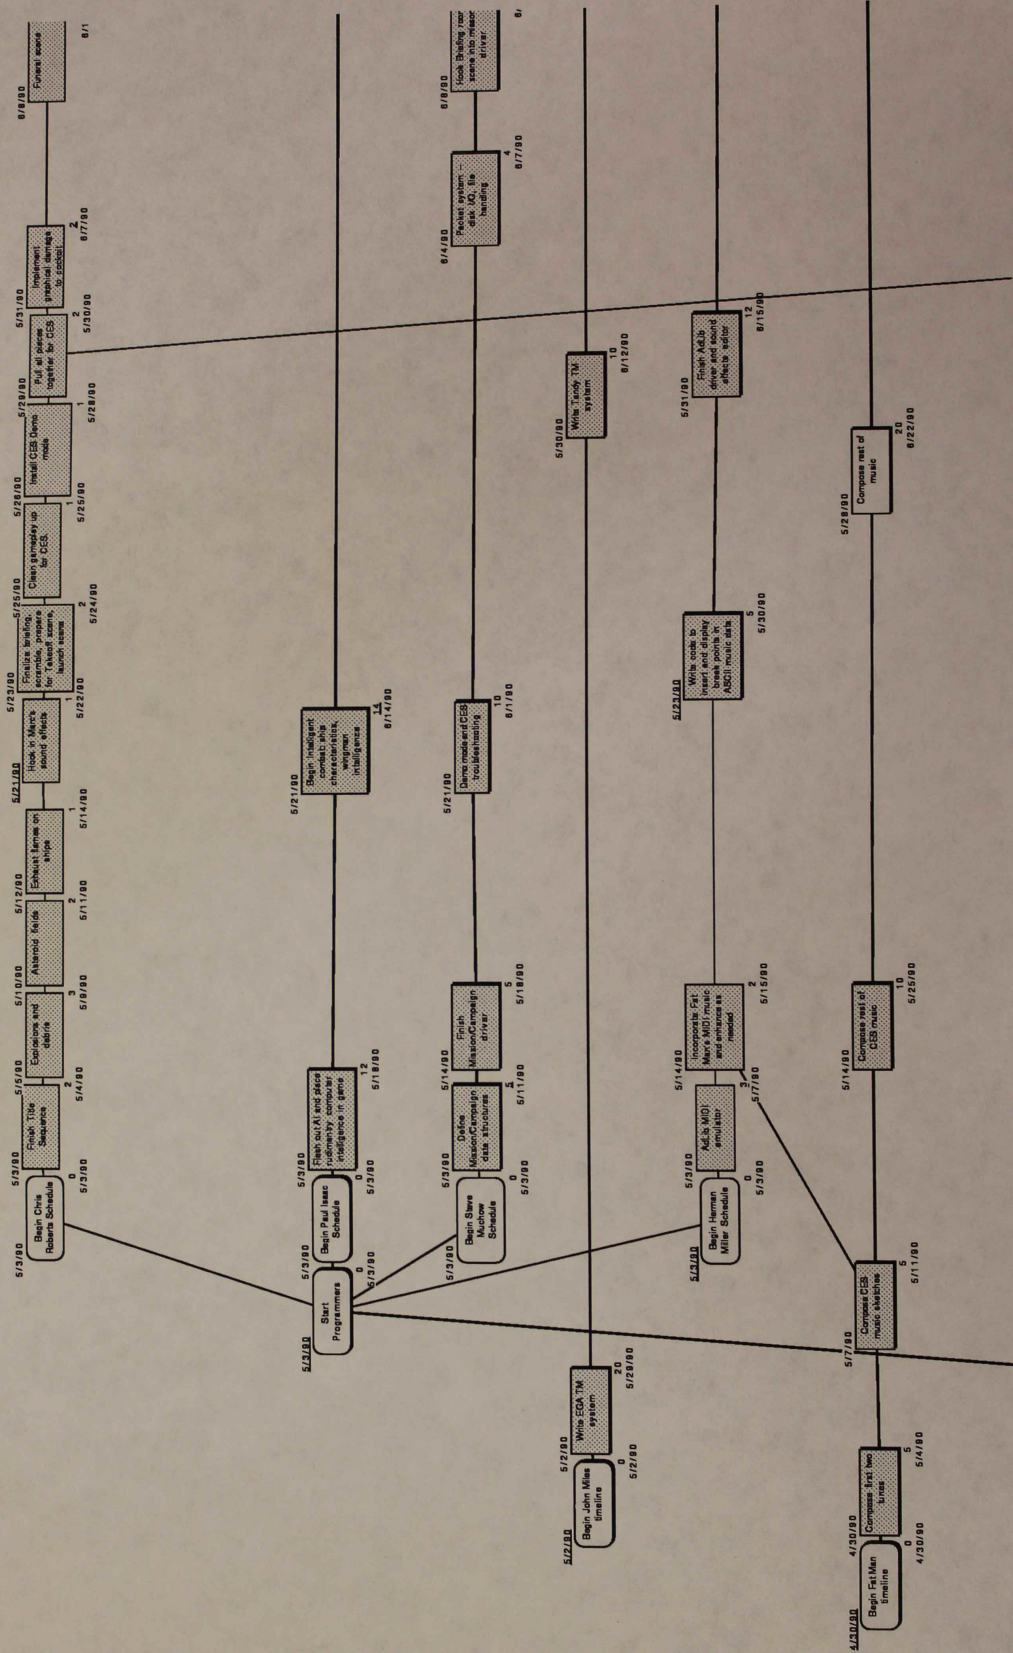 5/3/90
Begin Chris
Roberts Schedule
0
5/3/90
5/3/90
Finish Title
Sequence
2
5/4/90
5/5/90
Explosions and
debris
3
5/9/90
5/10/90
Asteroid fields
2
5/11/90
5/12/90
Exhaust flames on
ships
1
5/14/90
5/21/90
Hook in Marc's
sound effects
1
5/22/90
5/23/90
Finalize briefing,
scramble, prepare
for Takeoff scene,
launch scene
2
5/24/90
5/25/90
Clean gameplay up
for CES.
1
5/25/90
5/26/90
Install CES Demo
mode
1
5/28/90
5/29/90
Pull all pieces
together for CES
2
5/30/90
5/31/90
Implement
graphical damage
to cockpit
2
6/7/90
6/8/90
Funeral scene
6/1
5/3/90
Start
Programmers
0
5/3/90
5/3/90
Begin Paul Isaac
Schedule
0
5/3/90
5/3/90
Flesh out AI and place
rudimentry computer
intelligence in game
12
5/18/90
5/21/90
Begin Intelligent
combat: ship
characteristics,
wingman
intelligence
14
6/14/90
5/3/90
Begin Steve
Muchow
Schedule
0
5/3/90
5/3/90
Define
Mission/Campaign
data structures
5
5/11/90
5/14/90
Finish
Mission/Campaign
driver
5
5/18/90
5/21/90
Demo mode and CES
troubleshooting
10
6/1/90
6/4/90
Packet system --
disk I/O, file
handling
4
6/7/90
6/8/90
Hook Briefing room
scene into mission
driver
6/
5/2/90
Begin John Miles
timeline
0
5/2/90
5/2/90
Write EGA TM
system
20
5/29/90
5/30/90
Write Tandy TM
system
10
6/12/90
5/3/90
Begin Herman
Miller Schedule
0
5/3/90
5/3/90
AdLib MIDI
emulator
3
5/7/90
5/14/90
Incorporate Fat
Man's MIDI music
and enhance as
needed
2
5/15/90
5/23/90
Write code to
insert and display
break points in
ASCII music data
5
5/30/90
5/31/90
Finish AdLib
driver and sound
effects editor
12
6/15/90
4/30/90
Begin Fat Man
timeline
0
4/30/90
4/30/90
Compose first two
tunes
5
5/4/90
5/7/90
Compose CES
music sketches
5
5/11/90
5/14/90
Compose rest of
CES music
10
5/25/90
5/28/90
Compose rest of
music
20
6/22/90